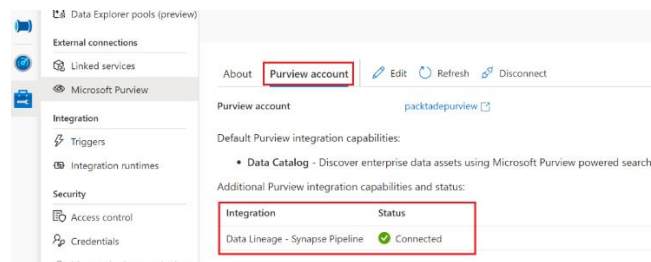 Data Explorer pools (preview)
External connections
Linked services
Microsoft Purview
Integration
Triggers
Integration runtimes
Security
Access control
Credentials
About Purview account Edit Refresh Disconnect
Purview account packtadepurview
Default Purview integration capabilities:
• Data Catalog - Discover enterprise data assets using Microsoft Purview powered search
Additional Purview integration capabilities and status:
Integration Status
Data Lineage - Synapse Pipeline Connected